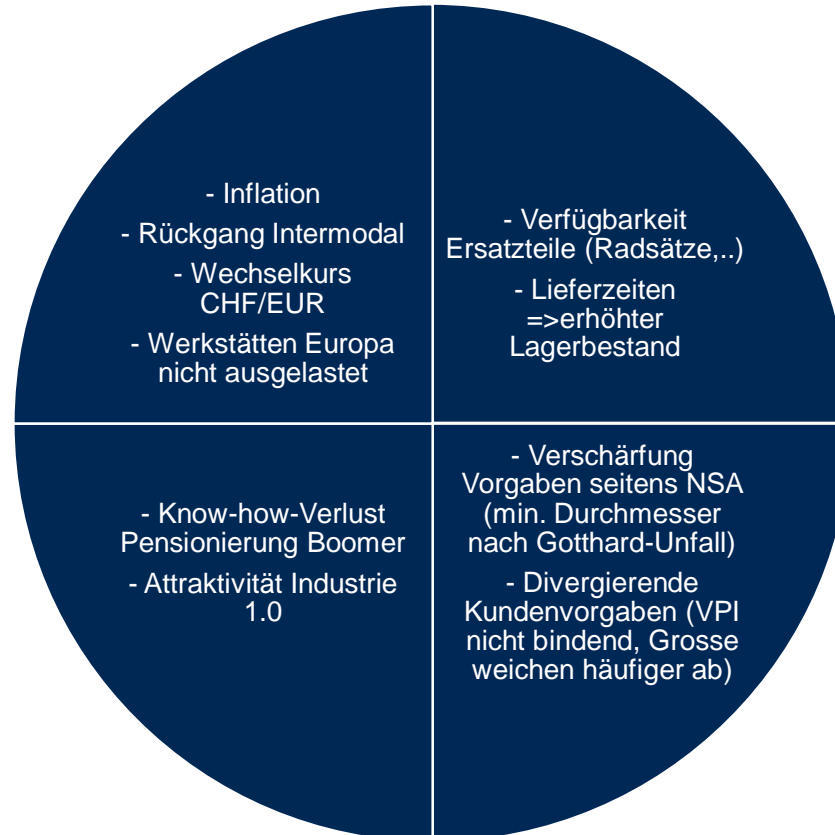 - Inflation
- Rückgang Intermodal
- Wechselkurs
CHF/EUR
- Werkstätten Europa
nicht ausgelastet
- Verfügbarkeit
Ersatzteile (Radsätze,..)
- Lieferzeiten
=>erhöhter
Lagerbestand
- Know-how-Verlust
Pensionierung Boomer
- Attraktivität Industrie
1.0
- Verschärfung
Vorgaben seitens NSA
(min. Durchmesser
nach Gotthard-Unfall)
- Divergierende
Kundenvorgaben (VPI
nicht bindend, Grosse
weichen häufiger ab)